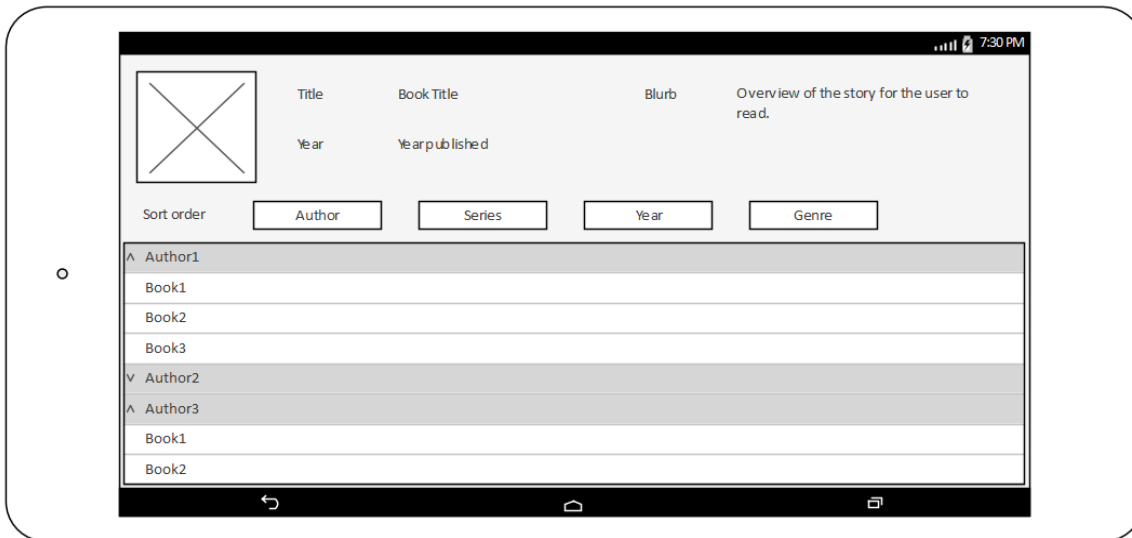 7:30 PM
Title Book Title Blurb Overview of the story for the user to
read.
Year Year published
Sort order Author Series Year Genre
^ Author1
Book1
Book2
Book3
v Author2
^ Author3
Book1
Book2